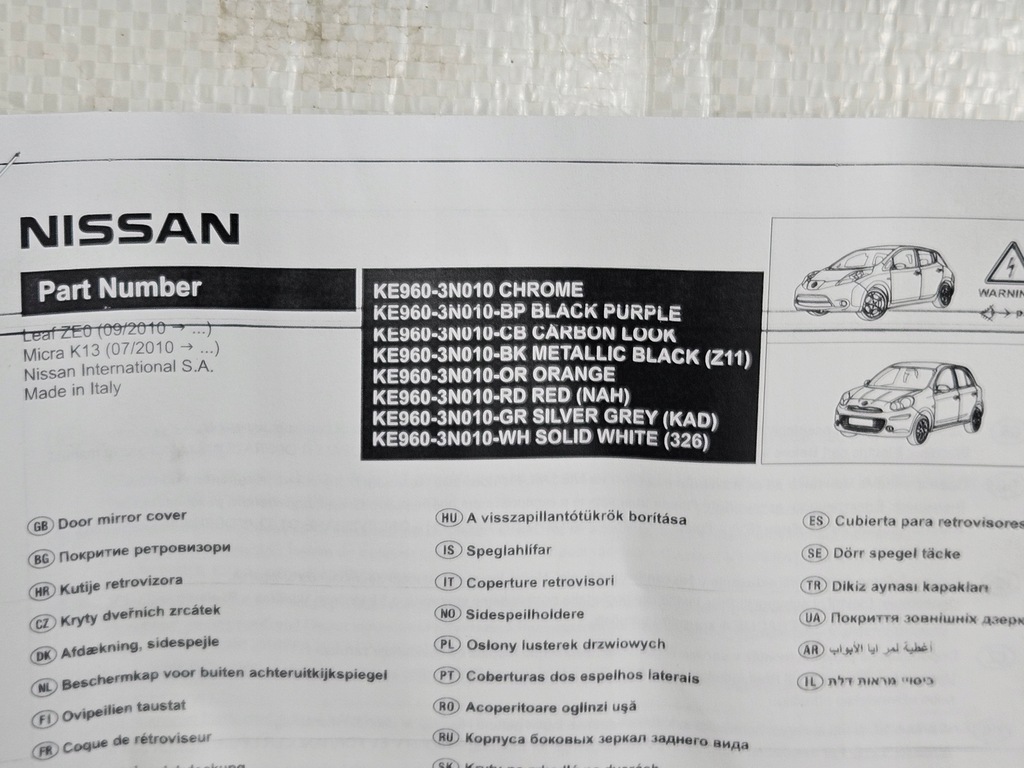 NISSAN
Part Number
Leaf ZE0 (09/2010 → ...)
Micra K13 (07/2010 → ...)
Nissan International S.A.
Made in Italy
KE960-3N010 CHROME
KE960-3N010-BP BLACK PURPLE
KE960-3N010-CB CARBON LOOK
KE960-3N010-BK METALLIC BLACK (Z11)
KE960-3N010-OR ORANGE
KE960-3N010-RD RED (NAH)
KE960-3N010-GR SILVER GREY (KAD)
KE960-3N010-WH SOLID WHITE (326)
WARNIN
GB Door mirror cover
BG Покритие ретровизори
HR Kutije retrovizora
CZ Kryty dveřních zrcátek
DK Afdækning, sidespejle
NL Beschermkap voor buiten achteruitkijkspiegel
FI Ovipeilien taustat
FR Coque de rétroviseur
HU A visszapillantótükrök borítása
IS Speglahlífar
IT Coperture retrovisori
NO Sidespeilholdere
PL Osłony lusterek drzwiowych
PT Coberturas dos espelhos laterais
RO Acoperitoare oglinzi uşă
RU Корпуса боковых зеркал заднего вида
SK
ES Cubierta para retrovisores
SE Dörr spegel täcke
TR Dikiz aynası kapakları
UA Покриття зовнішніх дзерк
AR أغطية لمرايا الأبواب
IL כיסויי מראות דלת